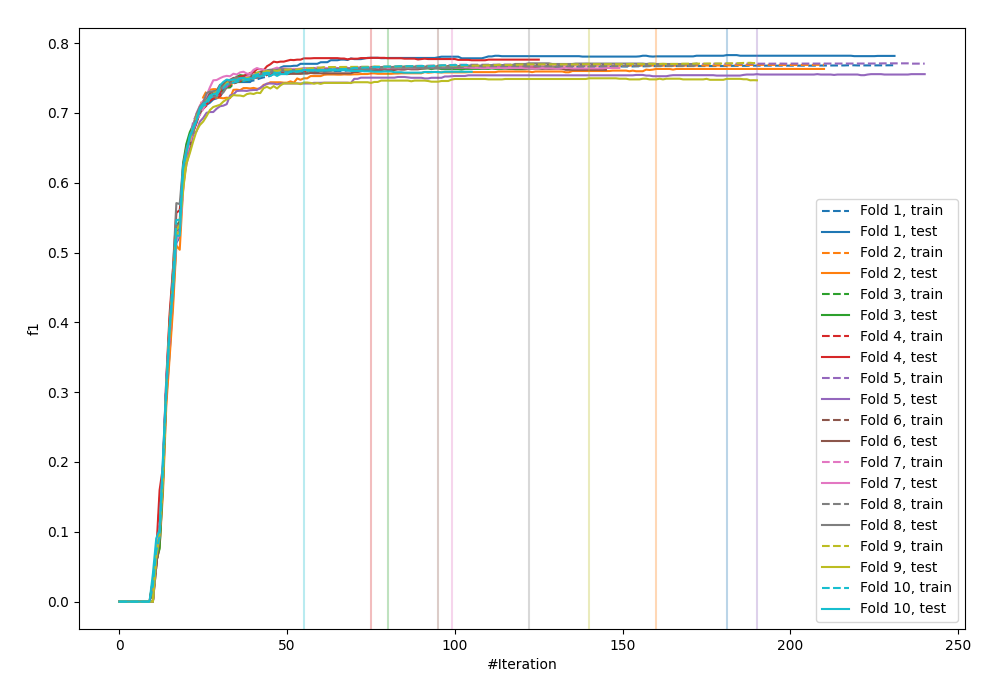 0.8
0.7
0.6
0.5
0.4
0.3
0.2
0.1
0.0
f1
0
50
100
150
200
250
#Iteration
Fold 1, train
Fold 1, test
Fold 2, train
Fold 2, test
Fold 3, train
Fold 3, test
Fold 4, train
Fold 4, test
Fold 5, train
Fold 5, test
Fold 6, train
Fold 6, test
Fold 7, train
Fold 7, test
Fold 8, train
Fold 8, test
Fold 9, train
Fold 9, test
Fold 10, train
Fold 10, test